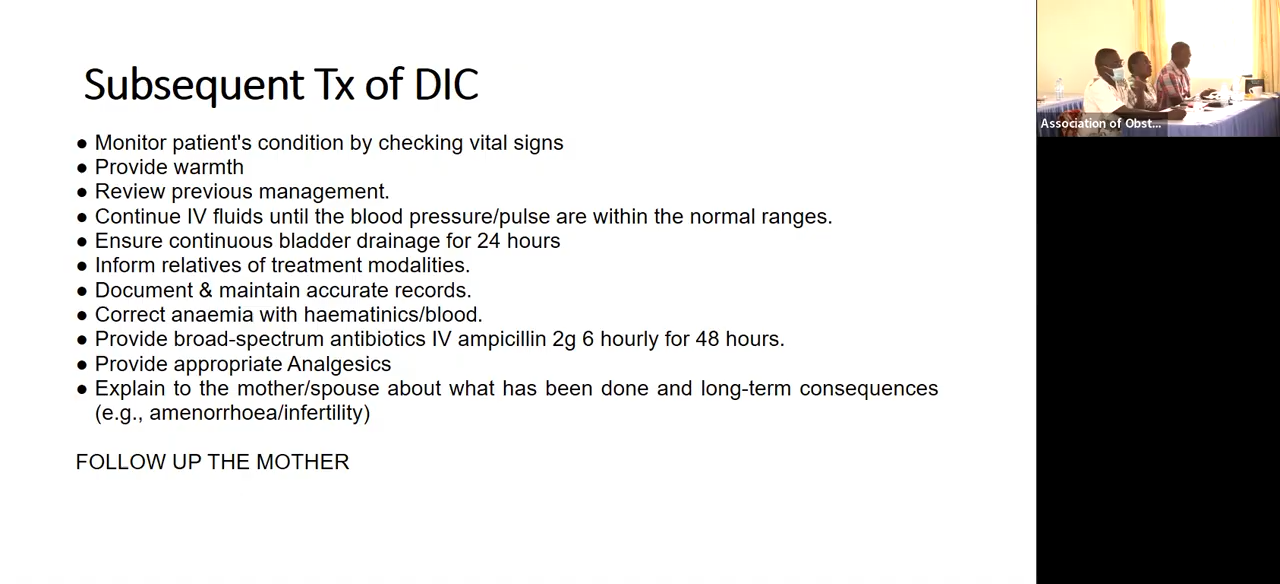 Subsequent Tx of DIC
● Monitor patient's condition by checking vital signs
● Provide warmth
● Review previous management.
● Continue IV fluids until the blood pressure/pulse are within the normal ranges.
● Ensure continuous bladder drainage for 24 hours
● Inform relatives of treatment modalities.
● Document & maintain accurate records.
● Correct anaemia with haematinics/blood.
● Provide broad-spectrum antibiotics IV ampicillin 2g 6 hourly for 48 hours.
● Provide appropriate Analgesics
● Explain to the mother/spouse about what has been done and long-term consequences
(e.g., amenorrhoea/infertility)
FOLLOW UP THE MOTHER
Association of Obst...